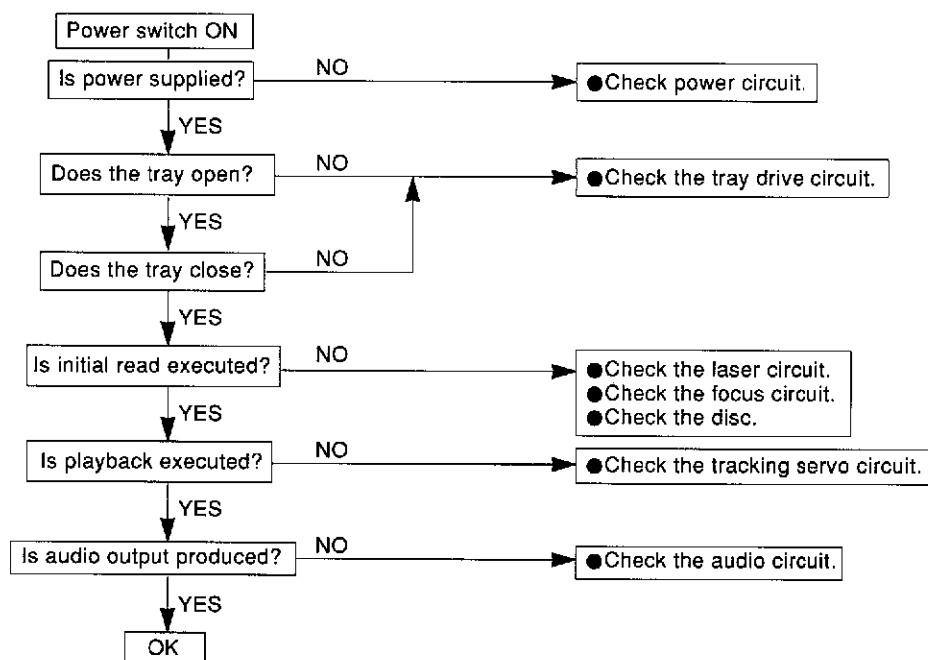 Power switch ON
Is power supplied?
NO
●Check power circuit.
YES
Does the tray open?
NO
●Check the tray drive circuit.
YES
Does the tray close?
NO
YES
Is initial read executed?
NO
●Check the laser circuit.
●Check the focus circuit.
●Check the disc.
YES
Is playback executed?
NO
●Check the tracking servo circuit.
YES
Is audio output produced?
NO
●Check the audio circuit.
YES
OK